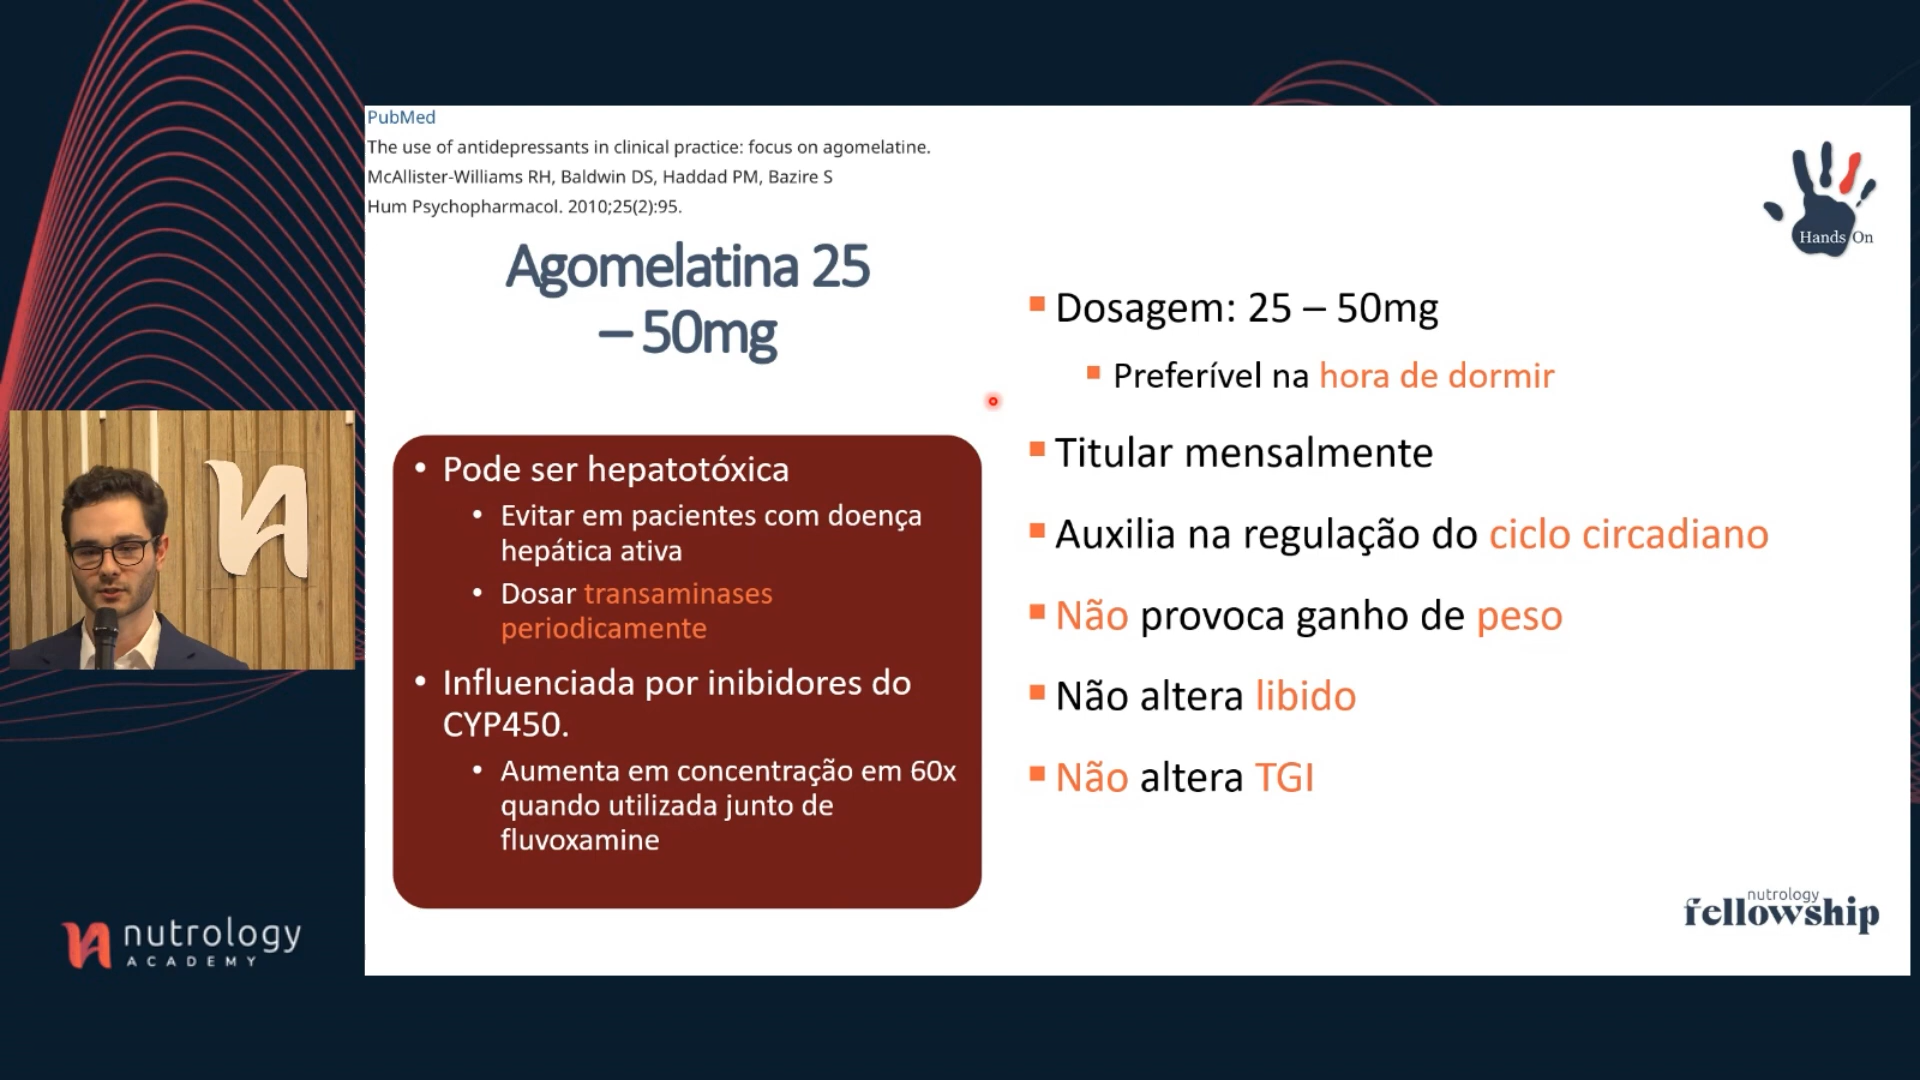 PubMed
The use of antidepressants in clinical practice: focus on agomelatine.
McAllister-Williams RH, Baldwin DS, Haddad PM, Bazire S
Hum Psychopharmacol. 2010;25(2):95.
Hands On
Agomelatina 25
– 50mg
• Pode ser hepatotóxica
• Evitar em pacientes com doença
hepática ativa
• Dosar transaminases
periodicamente
• Influenciada por inibidores do
CYP450.
• Aumenta em concentração em 60x
quando utilizada junto de
fluvoxamine
Dosagem: 25 – 50mg
Preferível na hora de dormir
Titular mensalmente
Auxilia na regulação do ciclo circadiano
Não provoca ganho de peso
Não altera libido
Não altera TGI
nutrology
fellowship
nutrology
ACADEMY